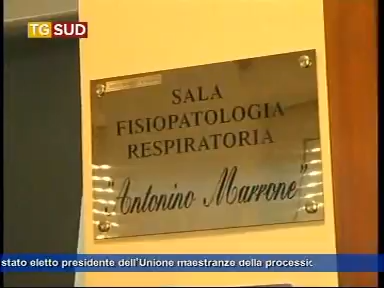 TG SUD
SALA
FISIOPATOLOGIA
RESPIRATORIA
"Antonino Marrone"
stato eletto presidente dell'Unione maestranze della processic